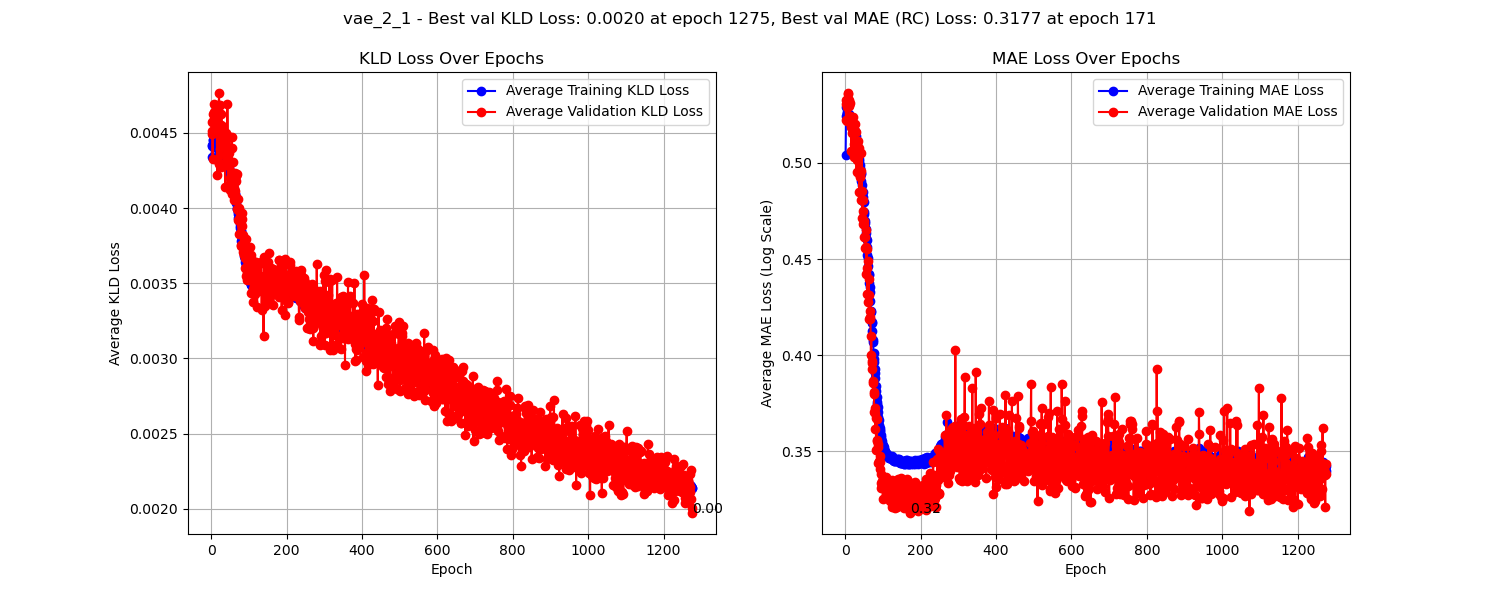 vae_2_1 - Best val KLD Loss: 0.0020 at epoch 1275, Best val MAE (RC) Loss: 0.3177 at epoch 171
KLD Loss Over Epochs
Average Training KLD Loss
Average Validation KLD Loss
Average KLD Loss
0.0045
0.0040
0.0035
0.0030
0.0025
0.0020
0.00
0 200 400 600 800 1000 1200
Epoch
MAE Loss Over Epochs
Average Training MAE Loss
Average Validation MAE Loss
Average MAE Loss (Log Scale)
0.50
0.45
0.40
0.35
0.32
0 200 400 600 800 1000 1200
Epoch